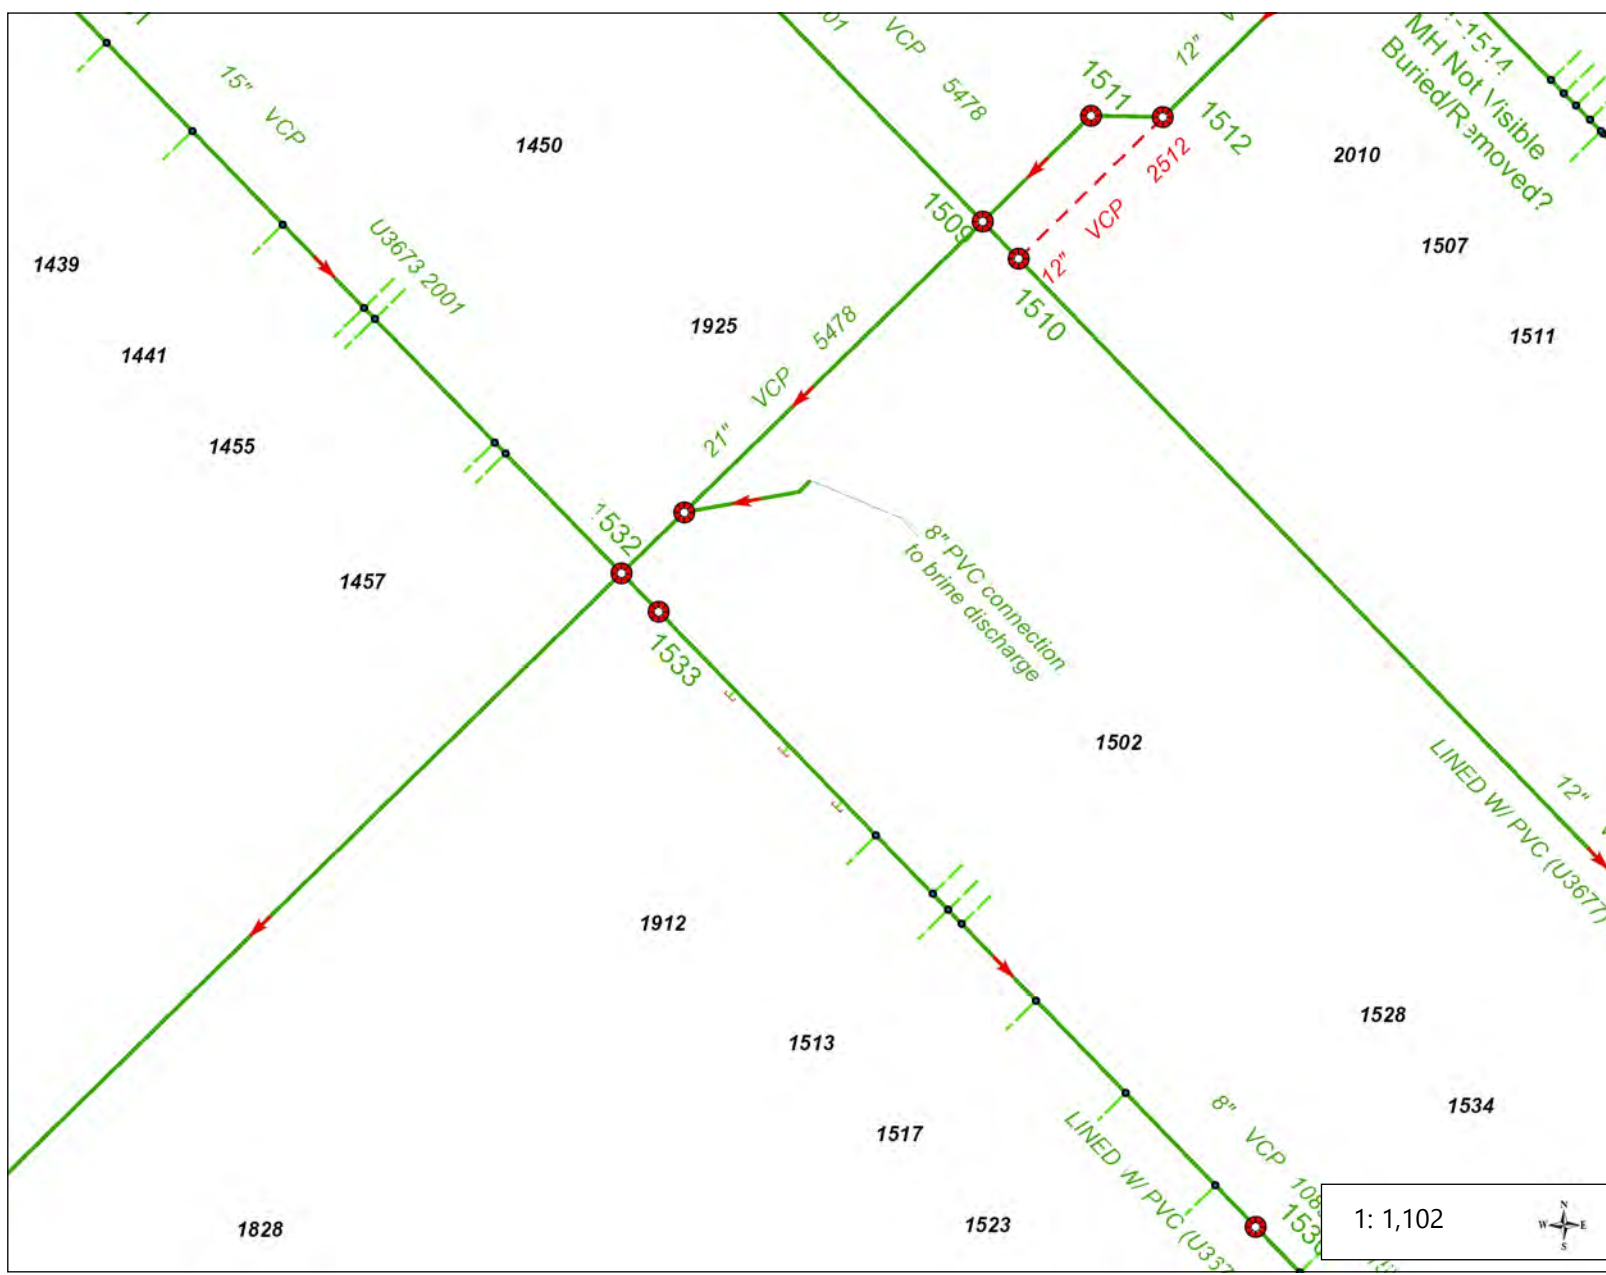 15" VCP
U3673 2001
VCP 5478
12"
1511
1512
1-1514
MH Not Visible
Buried/Removed?
12" VCP 2512
1509
1510
21" VCP 5478
1532
1533
8" PVC connection
to brine discharge
12"
LINED W/ PVC (U3677)
8" VCP
LINED W/ PVC
1450
2010
1507
1511
1439
1441
1455
1457
1925
1502
1912
1513
1517
1523
1528
1534
1828
1: 1,102
N
W E
S